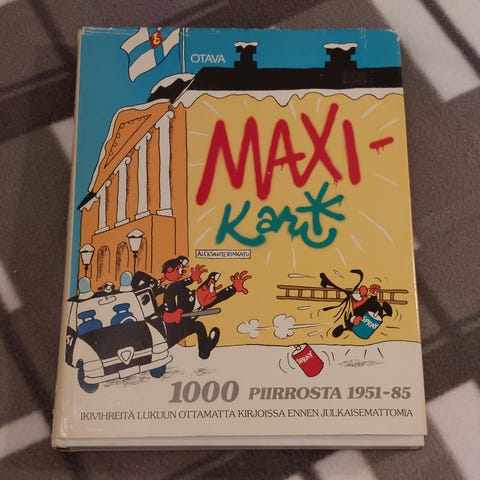 OTAVA
MAXI-
Kari
ALEKSANTERINKATU
SPRAY
SPRAY
1000 PIIRROSTA 1951-85
IKIVIHREITÄ LUKUUN OTTAMATTA KIRJOISSA ENNEN JULKAISEMATTOMIA